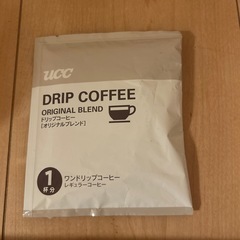 UCC
DRIP COFFEE
ORIGINAL BLEND
ドリップコーヒー
[オリジナルブレンド]
1
杯分
ワンドリップコーヒー
レギュラーコーヒー